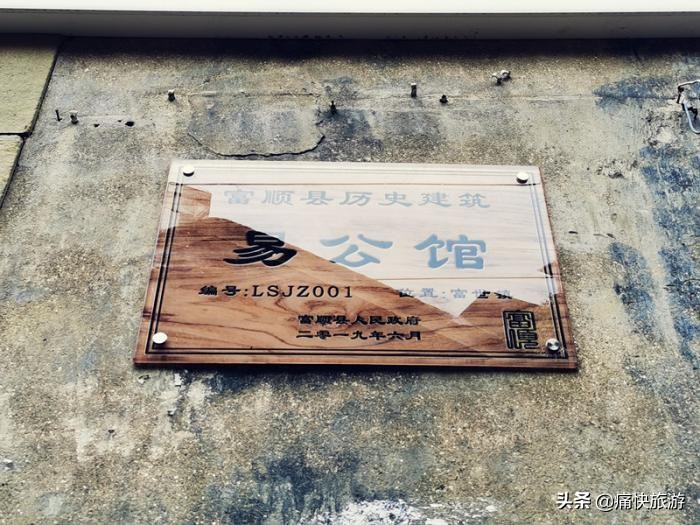 富顺县历史建筑
易公馆
编号:LSJZ001 位置:富世镇
富顺县人民政府
二零一九年六月
头条 @痛快旅游